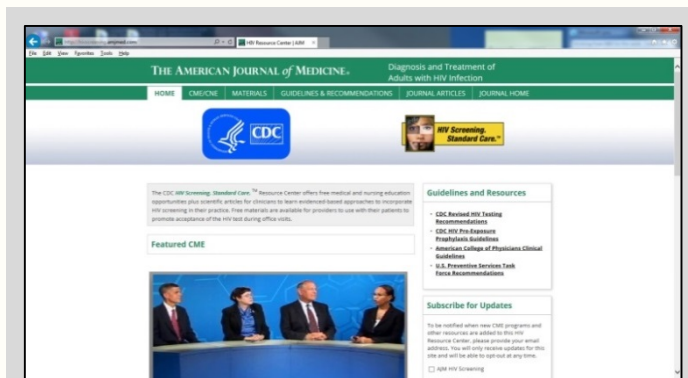 HIV Resource Center | AJM
File Edit View Favorites Tools Help
THE AMERICAN JOURNAL of MEDICINE®
Diagnosis and Treatment of
Adults with HIV Infection
HOME CME/CNE MATERIALS GUIDELINES & RECOMMENDATIONS JOURNAL ARTICLES JOURNAL HOME
CDC
HIV Screening.
Standard Care.™
The CDC HIV Screening. Standard Care.™ Resource Center offers free medical and nursing education
opportunities plus scientific articles for clinicians to learn evidenced-based approaches to incorporate
HIV screening in their practice. Free materials are available for providers to use with their patients to
promote acceptance of the HIV test during office visits.
Featured CME
Guidelines and Resources
CDC Revised HIV Testing
Recommendations
CDC HIV Pre-Exposure
Prophylaxis Guidelines
American College of Physicians Clinical
Guidelines
U.S. Preventive Services Task
Force Recommendations
Subscribe for Updates
To be notified when new CME programs and
other resources are added to this HIV
Resource Center, please provide your email
address. You will only receive updates for this
site and will be able to opt out at any time.
AJM HIV Screening